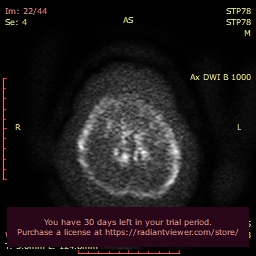 Im: 22/44
Se: 4
AS
STP78
STP78
M
Ax DWI B 1000
R
L
You have 30 days left in your trial period.
Purchase a license at https://radiantviewer.com/store/